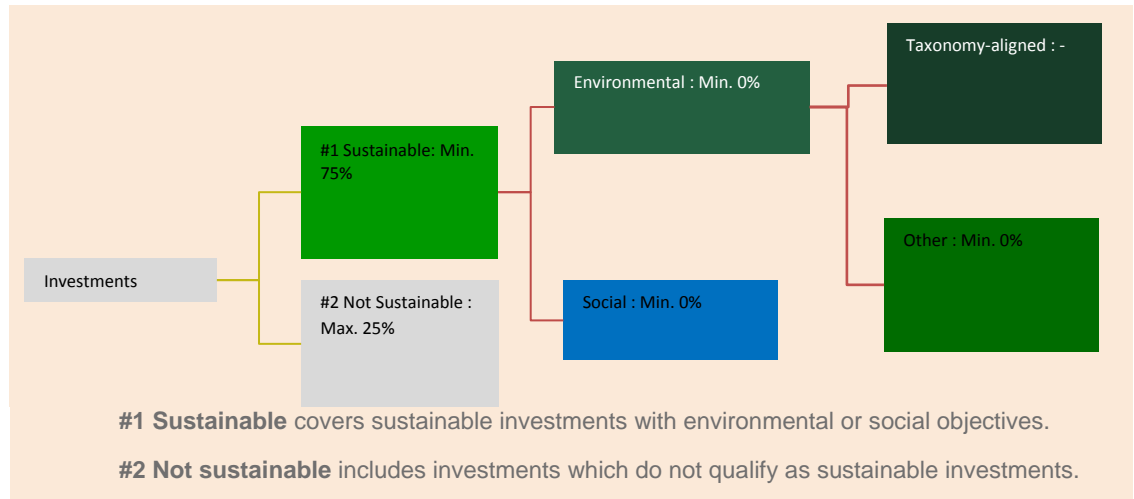 Investments
#1 Sustainable: Min.
75%
#2 Not Sustainable :
Max. 25%
Environmental : Min. 0%
Social : Min. 0%
Taxonomy-aligned : -
Other : Min. 0%
#1 Sustainable covers sustainable investments with environmental or social objectives.
#2 Not sustainable includes investments which do not qualify as sustainable investments.